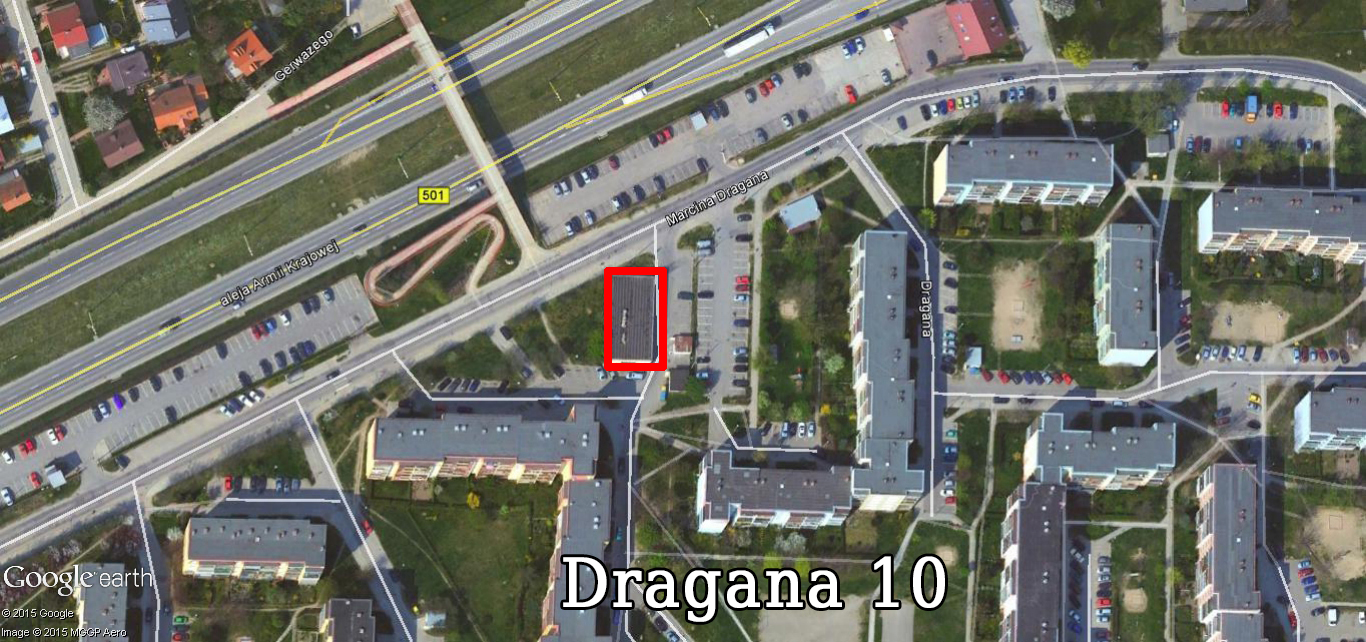 Gerwazego
501
Marcina Dragana
aleja Armii Krajowej
Dragana
Dragana 10
Google earth
© 2015 Google
Image © 2015 MGGP Aero